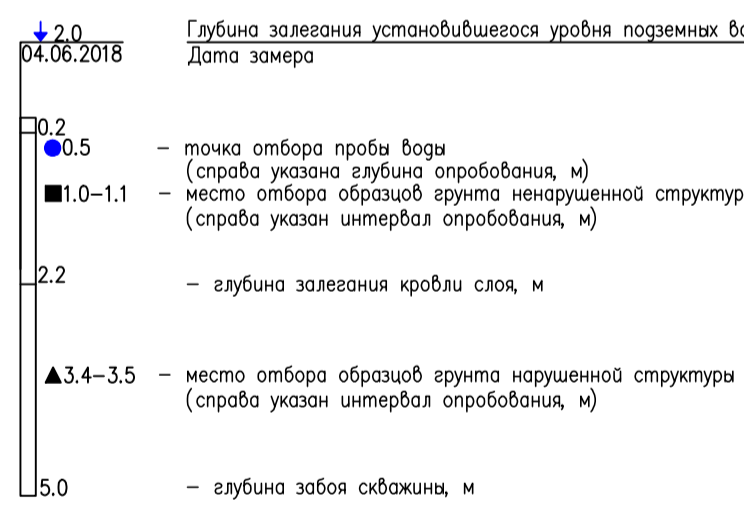 2.0 Глубина залегания установившегося уровня подземных
04.06.2018 Дата замера
0.2
0.5 – точка отбора пробы воды
(справа указана глубина опробования, м)
1.0–1.1 – место отбора образцов грунта ненарушенной структур
(справа указан интервал опробования, м)
2.2 – глубина залегания кровли слоя, м
3.4–3.5 – место отбора образцов грунта нарушенной структуры
(справа указан интервал опробования, м)
5.0 – глубина забоя скважины, м